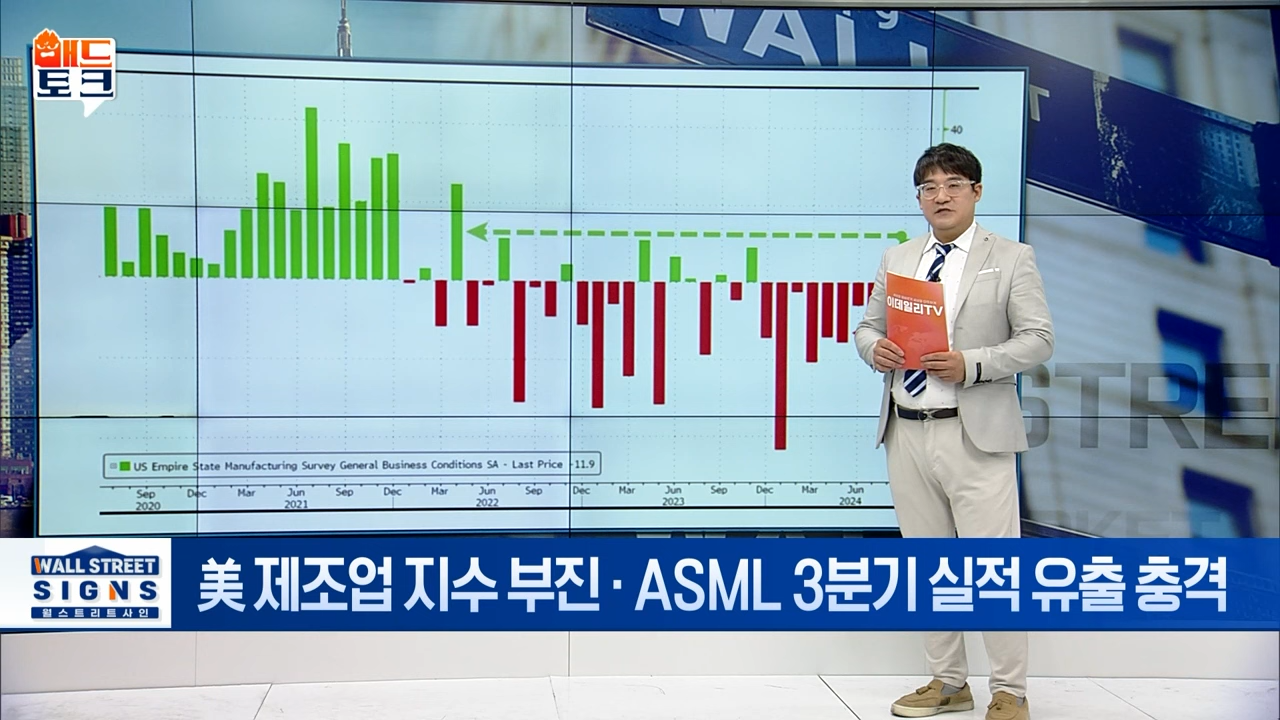 매드
토크
WALL
40
이데일리TV
STRE
US Empire State Manufacturing Survey General Business Conditions SA - Last Price -11.9
Sep Dec Mar Jun Sep Dec Mar Jun Sep Dec Mar Jun Sep Dec Mar Jun
2020 2021 2022 2023 2024
WALL STREET
SIGNS
월스트리트사인
美 제조업 지수 부진· ASML 3분기 실적 유출 충격